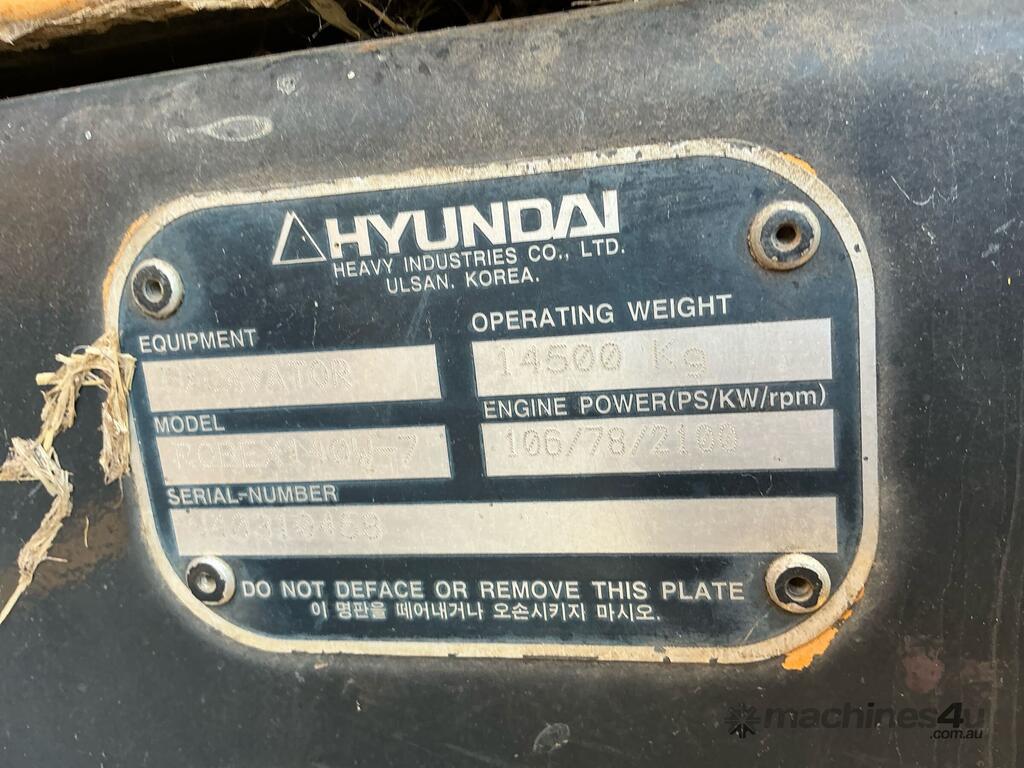 HYUNDAI
HEAVY INDUSTRIES CO., LTD.
ULSAN. KOREA.
EQUIPMENT
OPERATING WEIGHT
14500 Kg
MODEL
ROBEX140W-7
ENGINE POWER(PS/KW/rpm)
106/78/2100
SERIAL-NUMBER
DO NOT DEFACE OR REMOVE THIS PLATE
이 명판을 떼어내거나 오손시키지 마시오.
machines4u
.com.au